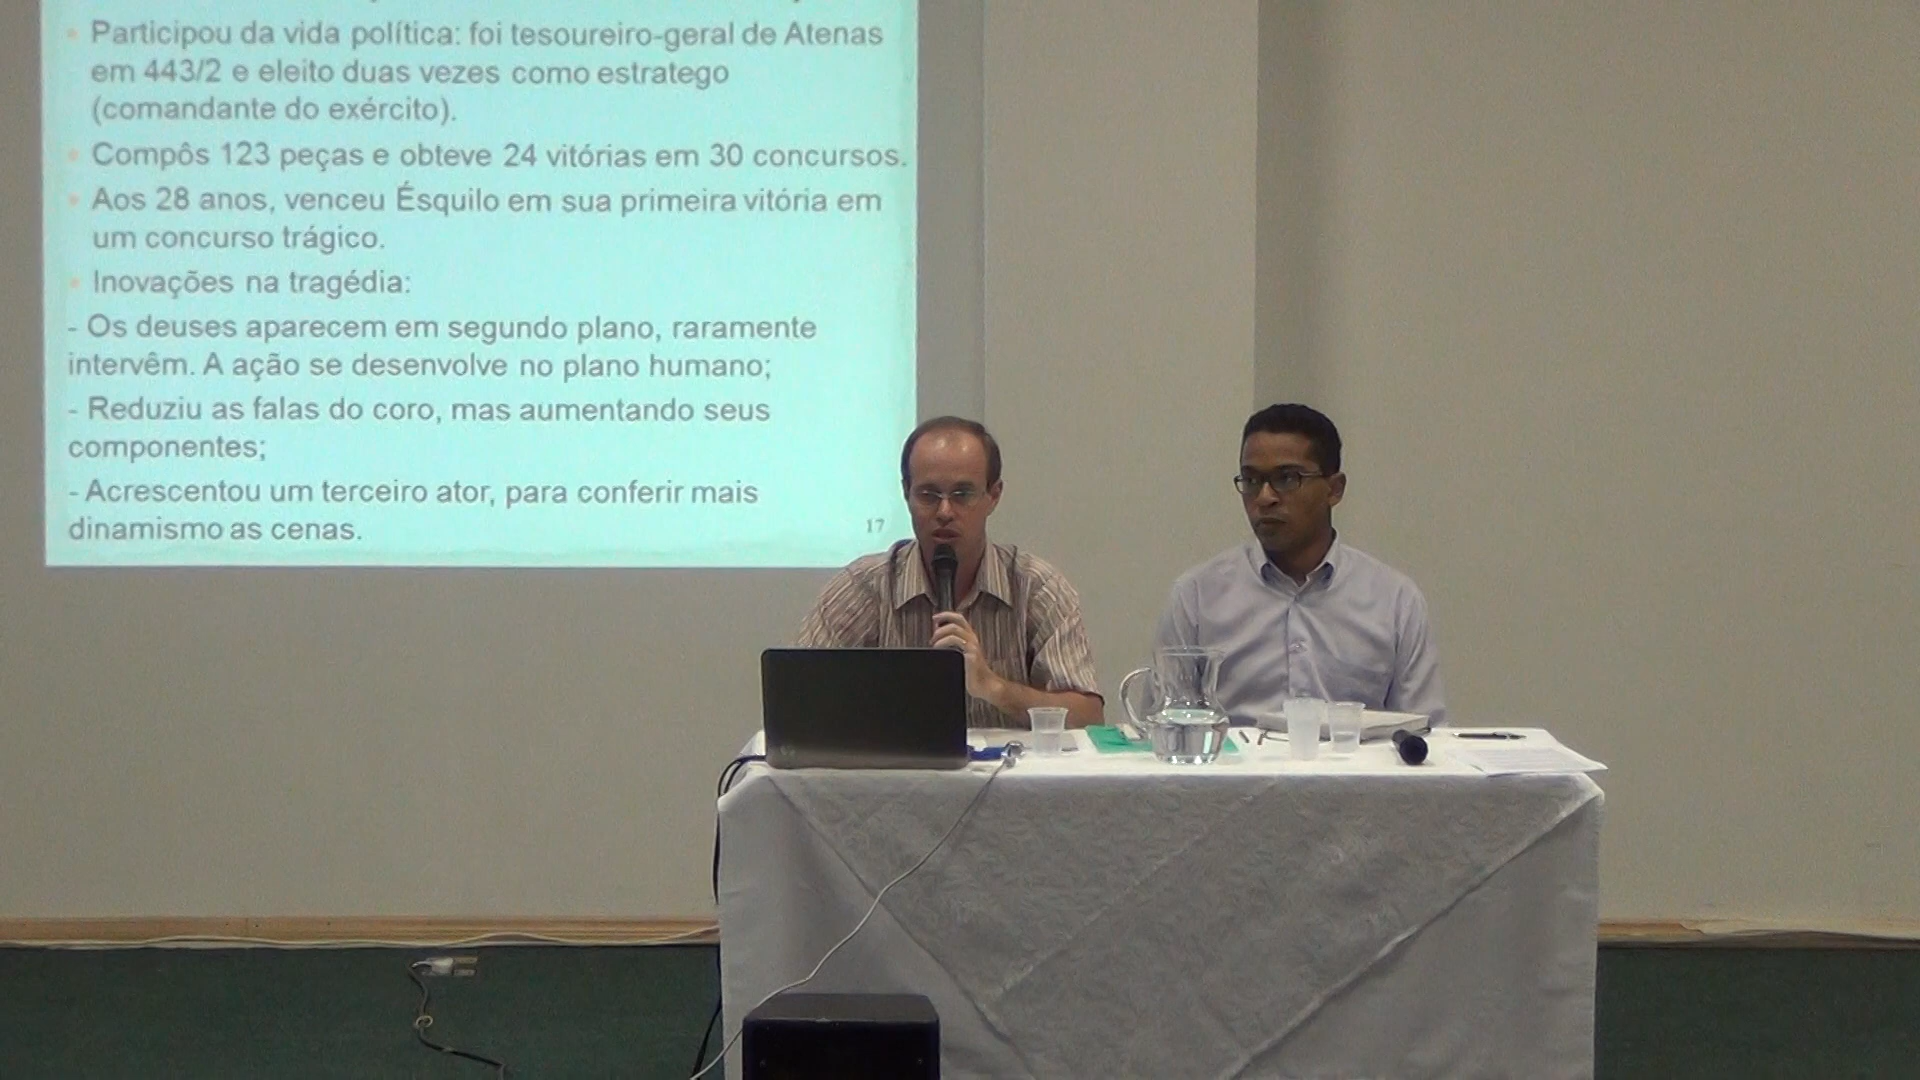 Participou da vida política: foi tesoureiro-geral de Atenas
em 443/2 e eleito duas vezes como estratego
(comandante do exército).
Compôs 123 peças e obteve 24 vitórias em 30 concursos.
Aos 28 anos, venceu Ésquilo em sua primeira vitória em
um concurso trágico.
Inovações na tragédia:
- Os deuses aparecem em segundo plano, raramente
intervêm. A ação se desenvolve no plano humano;
- Reduziu as falas do coro, mas aumentando seus
componentes;
- Acrescentou um terceiro ator, para conferir mais
dinamismo as cenas.
17